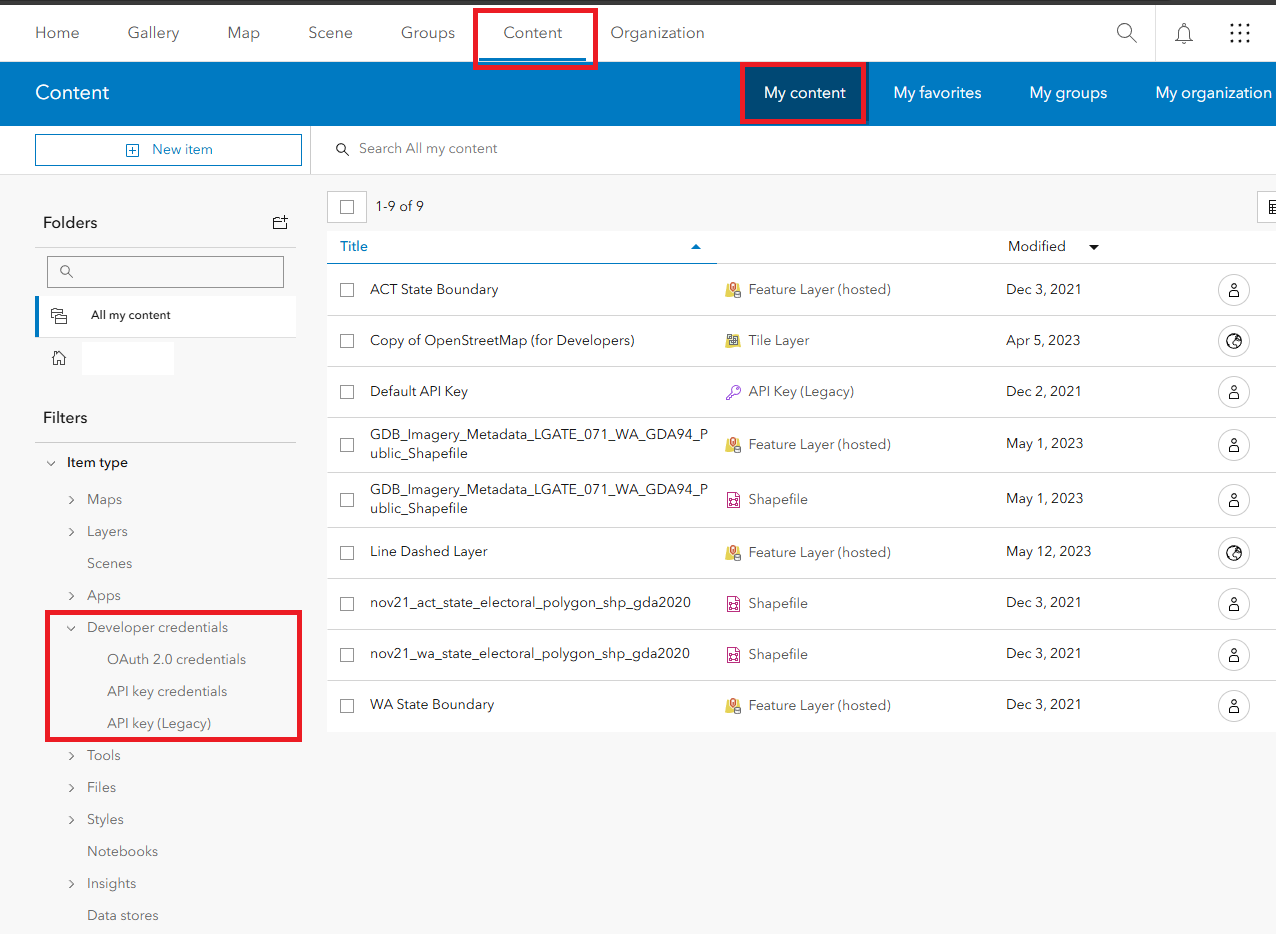 Home Gallery Map Scene Groups Content Organization
Content My content My favorites My groups My organization
New item Search All my content
1-9 of 9
Folders
Title Modified
All my content
ACT State Boundary Feature Layer (hosted) Dec 3, 2021
Copy of OpenStreetMap (for Developers) Tile Layer Apr 5, 2023
Default API Key API Key (Legacy) Dec 2, 2021
GDB_Imagery_Metadata_LGATE_071_WA_GDA94_P
ublic_Shapefile Feature Layer (hosted) May 1, 2023
GDB_Imagery_Metadata_LGATE_071_WA_GDA94_P
ublic_Shapefile Shapefile May 1, 2023
Line Dashed Layer Feature Layer (hosted) May 12, 2023
nov21_act_state_electoral_polygon_shp_gda2020 Shapefile Dec 3, 2021
nov21_wa_state_electoral_polygon_shp_gda2020 Shapefile Dec 3, 2021
WA State Boundary Feature Layer (hosted) Dec 3, 2021
Filters
Item type
Maps
Layers
Scenes
Apps
Developer credentials
OAuth 2.0 credentials
API key credentials
API key (Legacy)
Tools
Files
Styles
Notebooks
Insights
Data stores